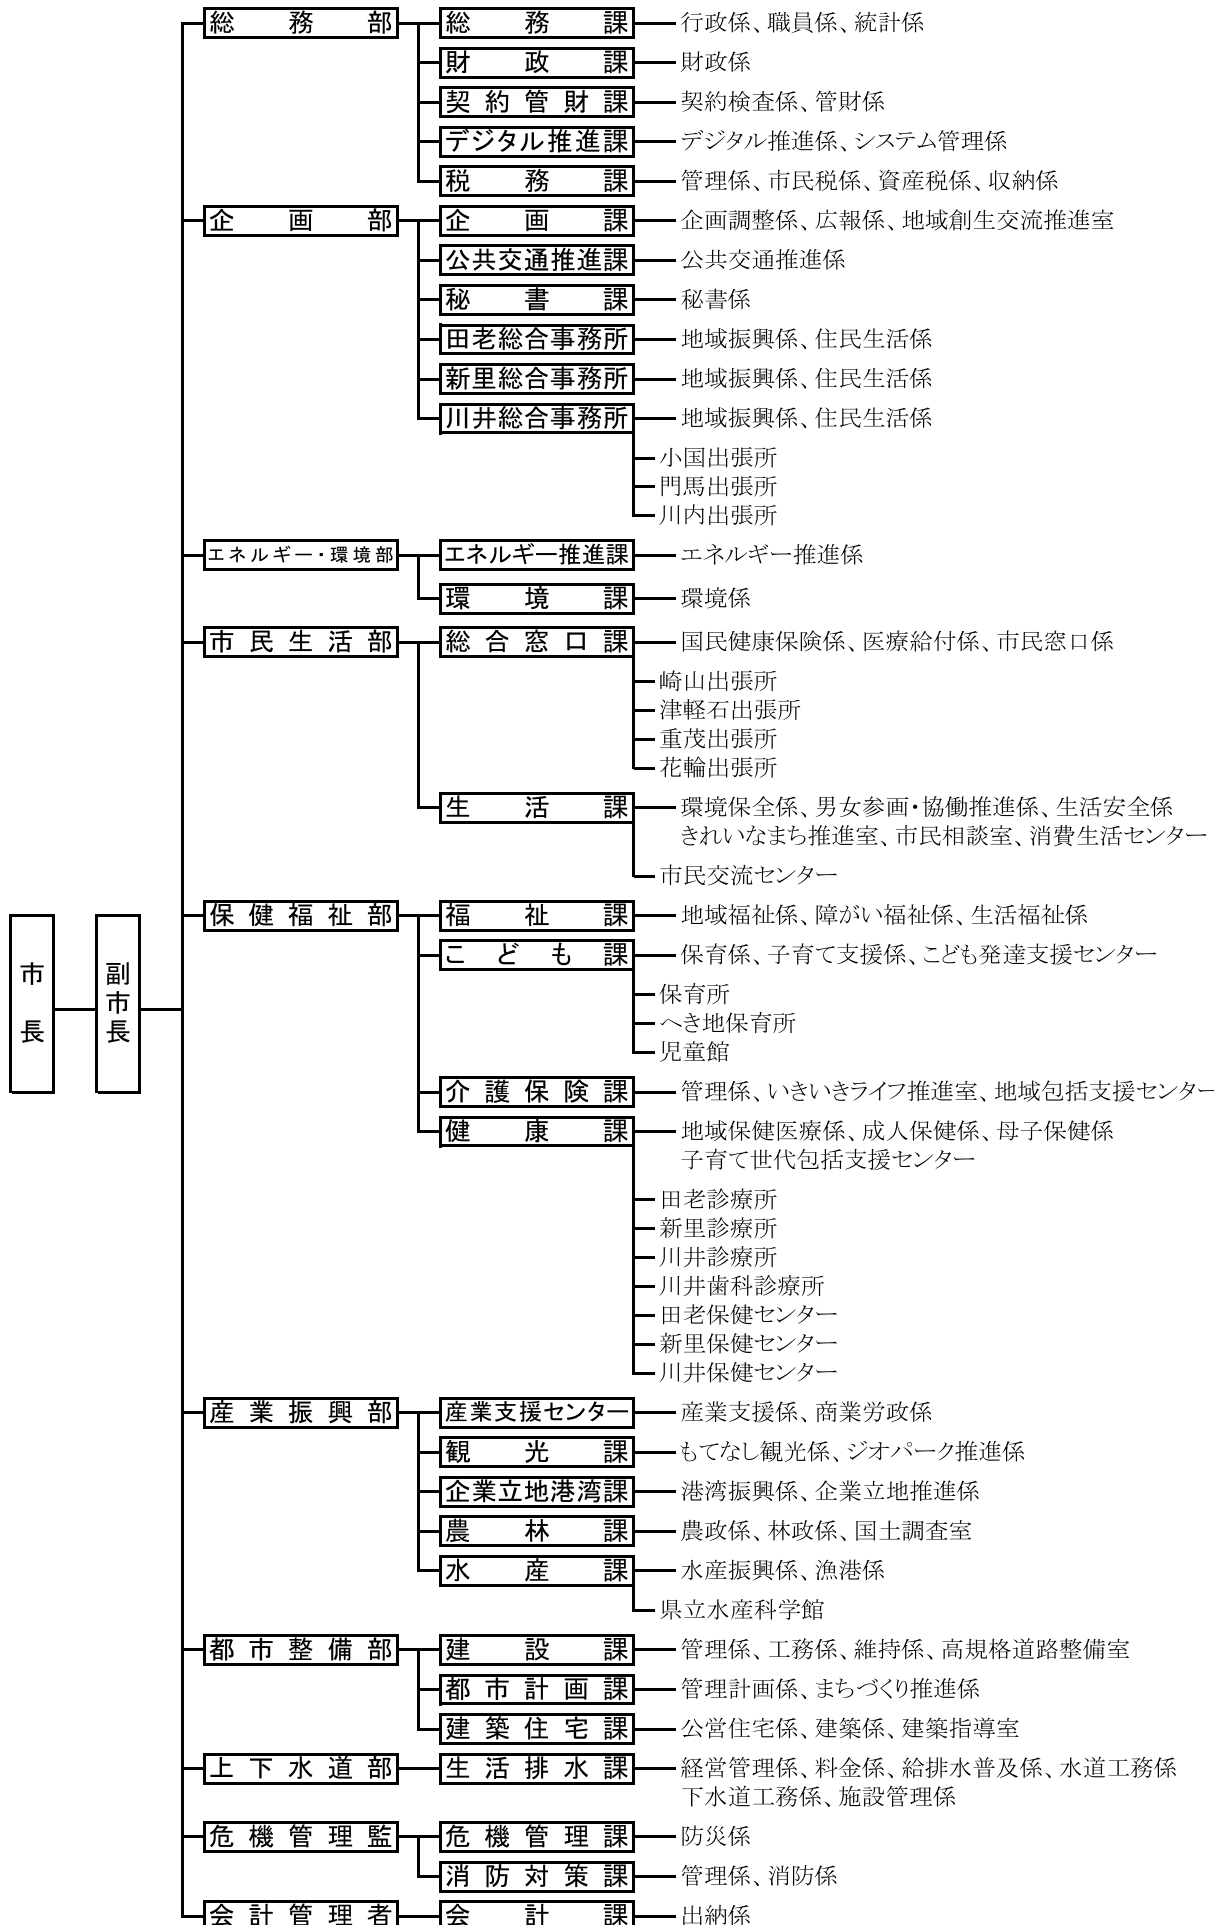 市長
副市長
総務部 総務課 行政係、職員係、統計係
財政課 財政係
契約管財課 契約検査係、管財係
デジタル推進課 デジタル推進係、システム管理係
税務課 管理係、市民税係、資産税係、収納係
企画部 企画課 企画調整係、広報係、地域創生交流推進室
公共交通推進課 公共交通推進係
秘書課 秘書係
田老総合事務所 地域振興係、住民生活係
新里総合事務所 地域振興係、住民生活係
川井総合事務所 地域振興係、住民生活係
小国出張所
門馬出張所
川内出張所
エネルギー・環境部 エネルギー推進課 エネルギー推進係
環境課 環境係
市民生活部 総合窓口課 国民健康保険係、医療給付係、市民窓口係
崎山出張所
津軽石出張所
重茂出張所
花輪出張所
生活課 環境保全係、男女参画・協働推進係、生活安全係
きれいなまち推進室、市民相談室、消費生活センター
市民交流センター
保健福祉部 福祉課 地域福祉係、障がい福祉係、生活福祉係
こども課 保育係、子育て支援係、こども発達支援センター
保育所
へき地保育所
児童館
介護保険課 管理係、いきいきライフ推進室、地域包括支援センター
健康課 地域保健医療係、成人保健係、母子保健係
子育て世代包括支援センター
田老診療所
新里診療所
川井診療所
川井歯科診療所
田老保健センター
新里保健センター
川井保健センター
産業振興部 産業支援センター 産業支援係、商業労政係
観光課 もてなし観光係、ジオパーク推進係
企業立地港湾課 港湾振興係、企業立地推進係
農林課 農政係、林政係、国土調査室
水産課 水産振興係、漁港係
県立水産科学館
都市整備部 建設課 管理係、工務係、維持係、高規格道路整備室
都市計画課 管理計画係、まちづくり推進係
建築住宅課 公営住宅係、建築係、建築指導室
上下水道部 生活排水課 経営管理係、料金係、給排水普及係、水道工務係
下水道工務係、施設管理係
危機管理監 危機管理課 防災係
消防対策課 管理係、消防係
会計管理者 会計課 出納係